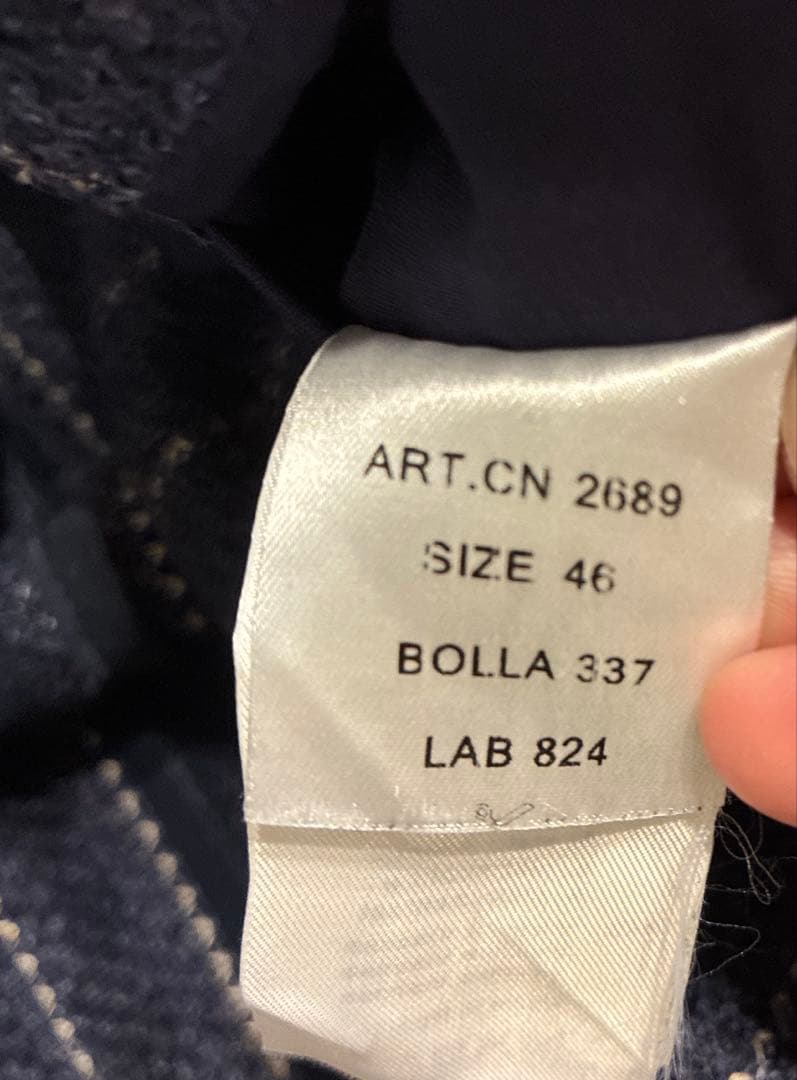 ART.CN 2689
SIZE 46
BOLLA 337
LAB 824